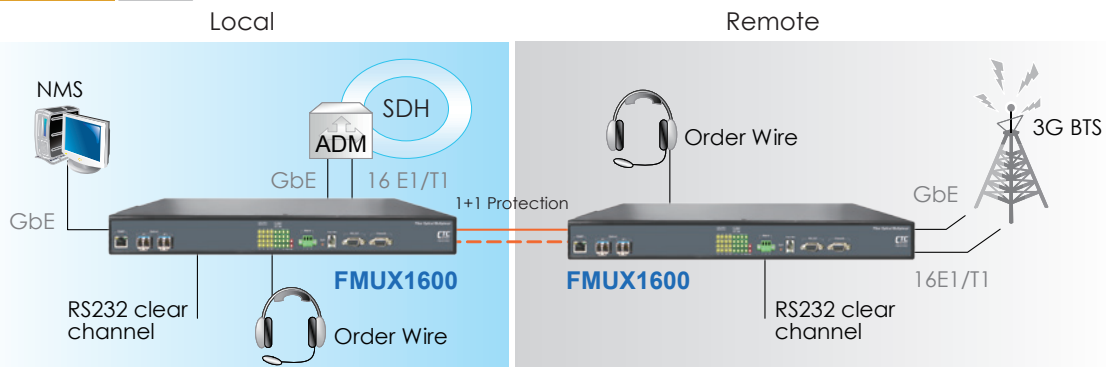 Local
Remote
NMS
SDH
ADM
GbE
16 E1/T1
GbE
1+1 Protection
FMUX1600
RS232 clear
channel
Order Wire
Order Wire
3G BTS
GbE
CTC
FMUX1600
16E1/T1
RS232 clear
channel